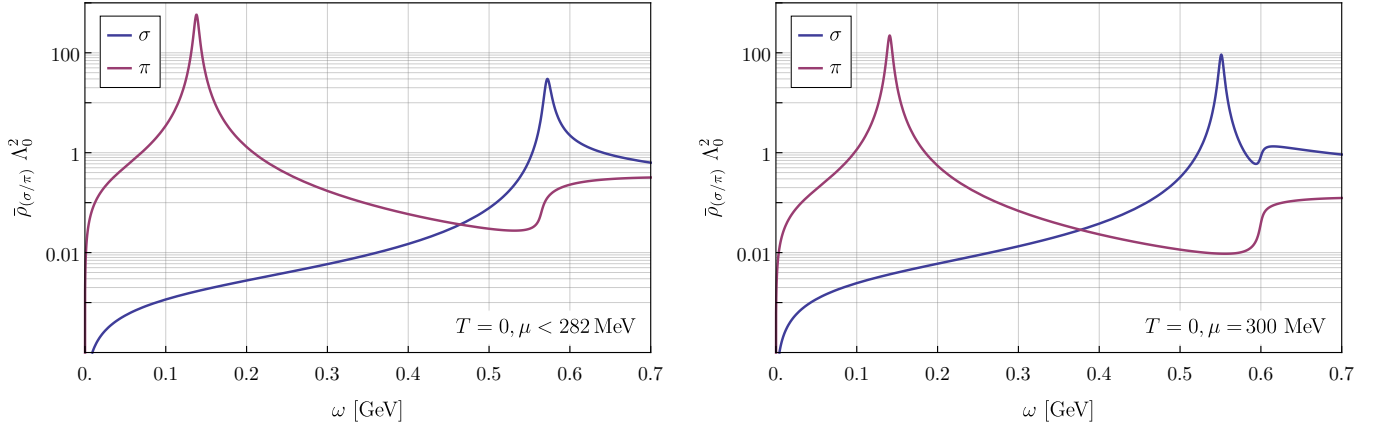 σ
π
100
1
0.01
ρ̄(σ/π) Λ₀²
T = 0, μ < 282 MeV
0. 0.1 0.2 0.3 0.4 0.5 0.6 0.7
ω [GeV]
σ
π
100
1
0.01
ρ̄(σ/π) Λ₀²
T = 0, μ = 300 MeV
0. 0.1 0.2 0.3 0.4 0.5 0.6 0.7
ω [GeV]